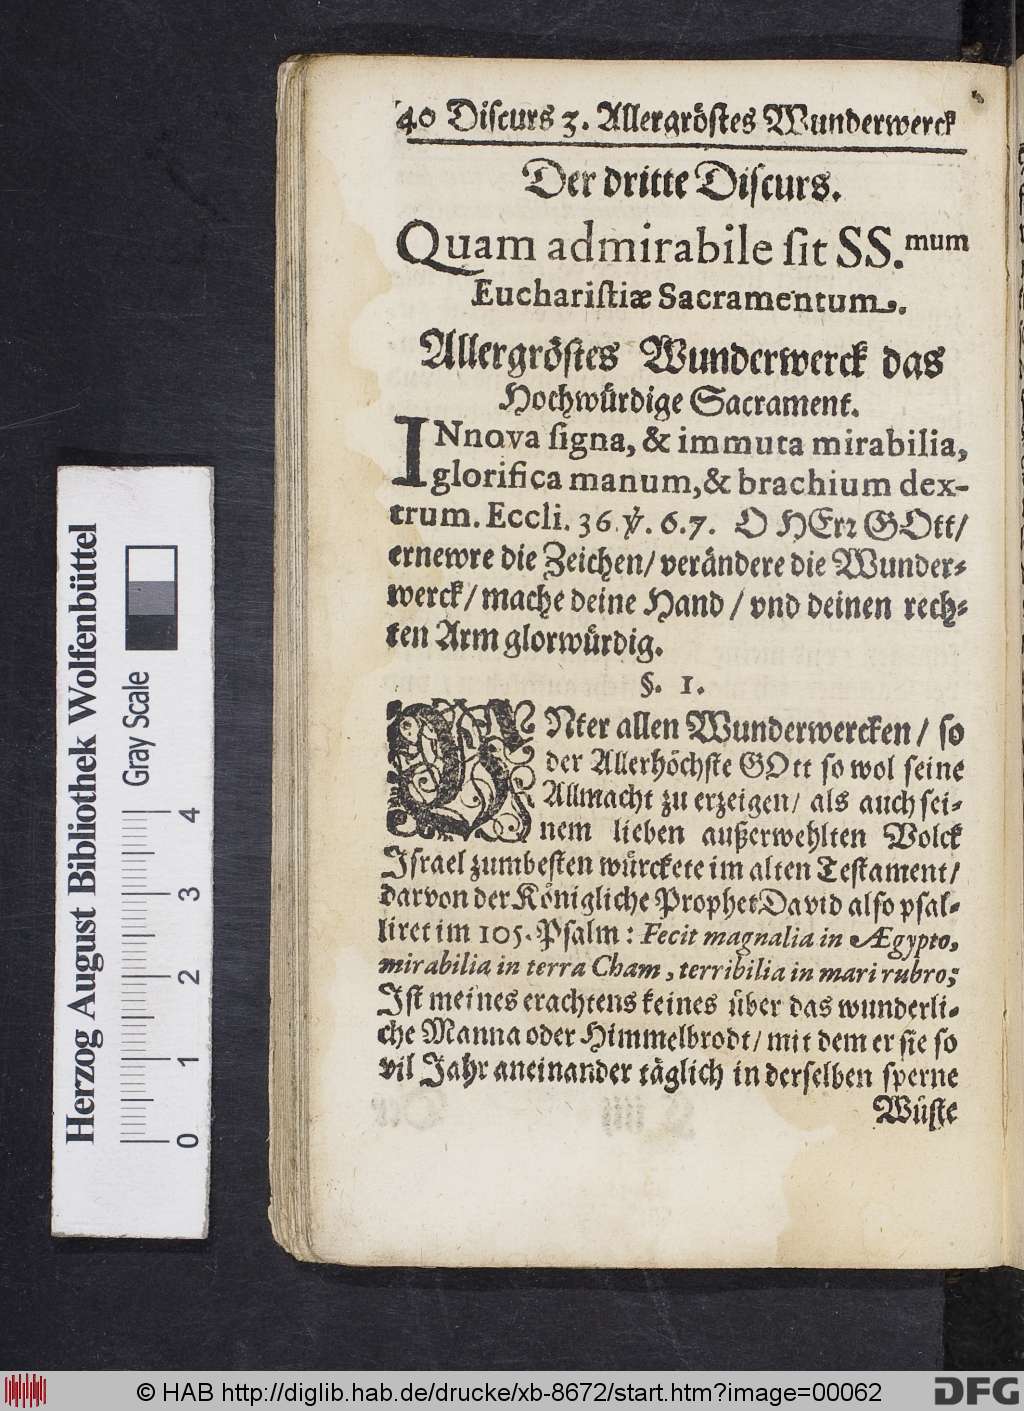 40 Discurs 3. Allergröstes Wunderwerck
Der dritte Discurs.
Quam admirabile ſit SS.mum
Euchariſtiæ Sacramentum.
Allergröſtes Wunderwerck das
Hochwürdige Sacrament.
INnova ſigna, & immuta mirabilia,
glorifica manum, & brachium dex-
trum. Eccli. 36. ℣. 6. 7. O HErr GOtt/
ernewre die Zeichen/ verändere die Wunder-
werck/ mache deine Hand / vnd deinen rech-
ten Arm glorwürdig.
§. 1.
VNter allen Wunderwercken / ſo
der Allerhöchſte GOtt ſo wol ſeine
Allmacht zu erzeigen/ als auch ſei-
nem lieben außerwehlten Volck
Iſrael zumbeſten würckete im alten Teſtament/
darvon der Königliche Prophet David alſo pſal-
liret im 105. Pſalm: Fecit magnalia in Ægypto,
mirabilia in terra Cham, terribilia in mari rubro;
Iſt meines erachtens keines über das wunderli-
che Manna oder Himmelbrodt/ mit dem er ſie ſo
vil Jahr aneinander täglich in derſelben ſperne
Wüſte
Herzog August Bibliothek Wolfenbüttel
Gray Scale
0 1 2 3 4
© HAB http://diglib.hab.de/drucke/xb-8672/start.htm?image=00062
DFG